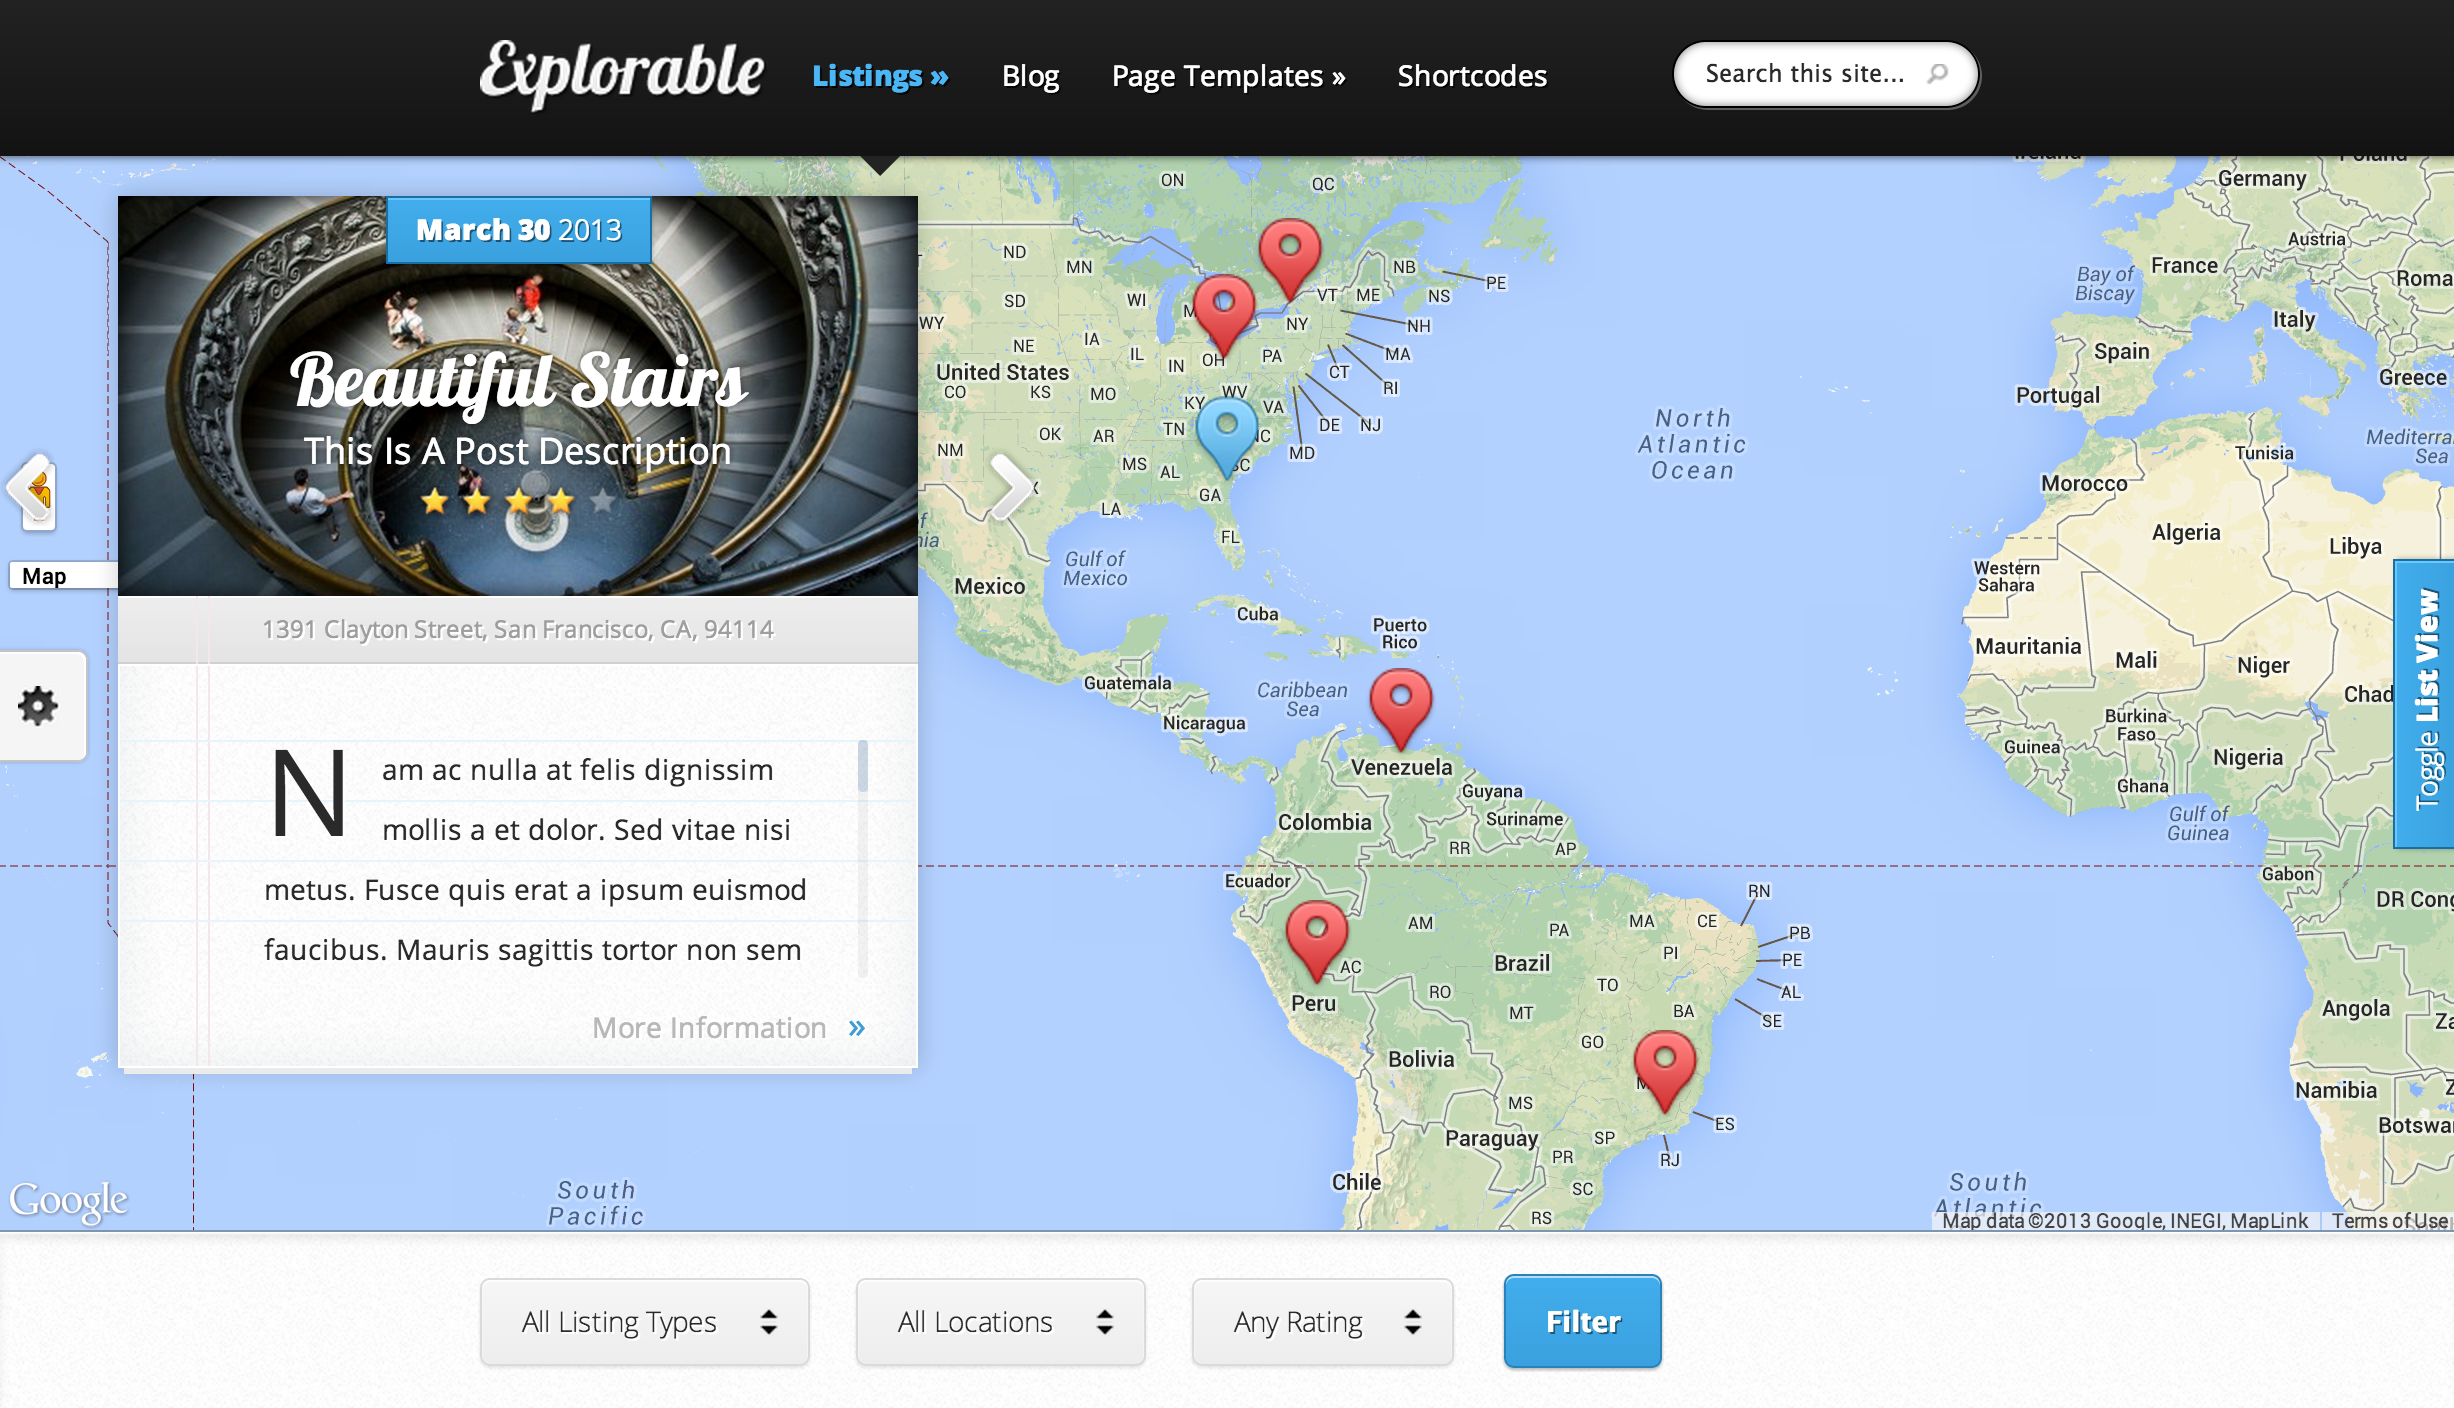 Explorable
Listings »
Blog
Page Templates »
Shortcodes
Search this site...
March 30 2013
Beautiful Stairs
This Is A Post Description
1391 Clayton Street, San Francisco, CA, 94114
Nam ac nulla at felis dignissim
mollis a et dolor. Sed vitae nisi
metus. Fusce quis erat a ipsum euismod
faucibus. Mauris sagittis tortor non sem
More Information »
Map
Toggle List View
ON
QC
ND
MN
NB
PE
SD
WI
VT
ME
NS
WY
NY
NH
NE
IA
IL
IN
OH
PA
MA
CT
United States
CO
KS
MO
WV
RI
KY
VA
DE
NJ
OK
AR
TN
NC
MD
NM
MS
AL
SC
GA
LA
FL
Gulf of
Mexico
Mexico
Cuba
Puerto
Rico
Guatemala
Caribbean
Sea
Nicaragua
Venezuela
Guyana
Suriname
Colombia
RR
AP
Ecuador
RN
AM
PA
MA
CE
PB
PI
PE
AC
Brazil
TO
AL
Peru
RO
MT
BA
SE
GO
Bolivia
MS
ES
Paraguay
SP
PR
RJ
Chile
SC
RS
North
Atlantic
Ocean
Ireland
Poland
Germany
Austria
Bay of
Biscay
France
Roma
Italy
Spain
Greece
Portugal
Mediterra
Sea
Tunisia
Morocco
Algeria
Libya
Western
Sahara
Mauritania
Mali
Niger
Chad
Burkina
Faso
Guinea
Nigeria
Ghana
Gulf of
Guinea
Gabon
DR Con
Angola
Za
Namibia
Botswa
South
Pacific
South
Atlantic
Google
Map data ©2013 Google, INEGI, MapLink
Terms of Use
All Listing Types
All Locations
Any Rating
Filter